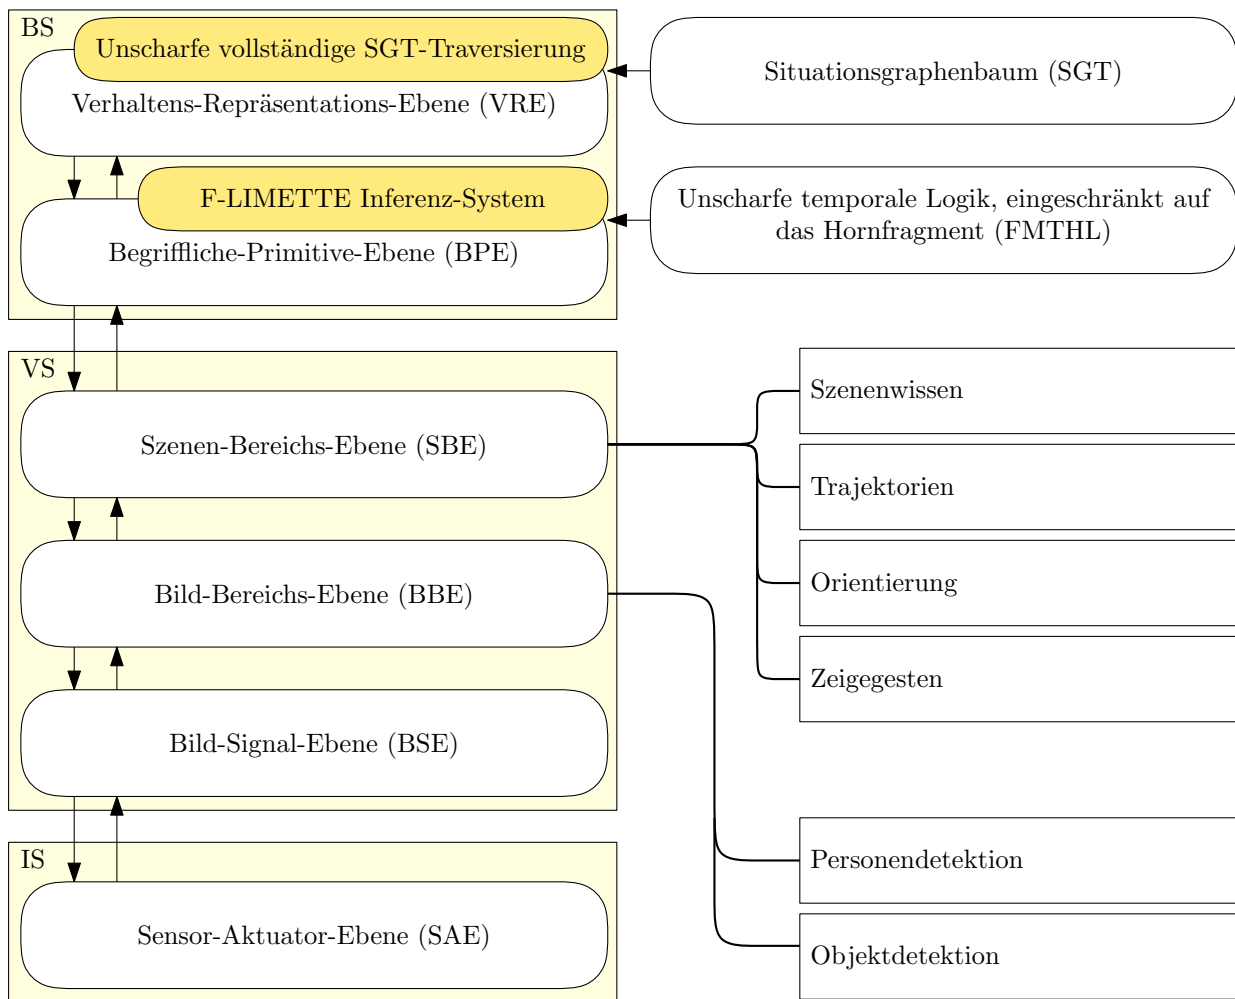 BS
Unscharfe vollständige SGT-Traversierung
Verhaltens-Repräsentations-Ebene (VRE)
Situationsgraphenbaum (SGT)
F-LIMETTE Inferenz-System
Begriffliche-Primitive-Ebene (BPE)
Unscharfe temporale Logik, eingeschränkt auf
das Hornfragment (FMTHL)
VS
Szenen-Bereichs-Ebene (SBE)
Bild-Bereichs-Ebene (BBE)
Bild-Signal-Ebene (BSE)
Szenenwissen
Trajektorien
Orientierung
Zeigegesten
IS
Sensor-Aktuator-Ebene (SAE)
Personendetektion
Objektdetektion